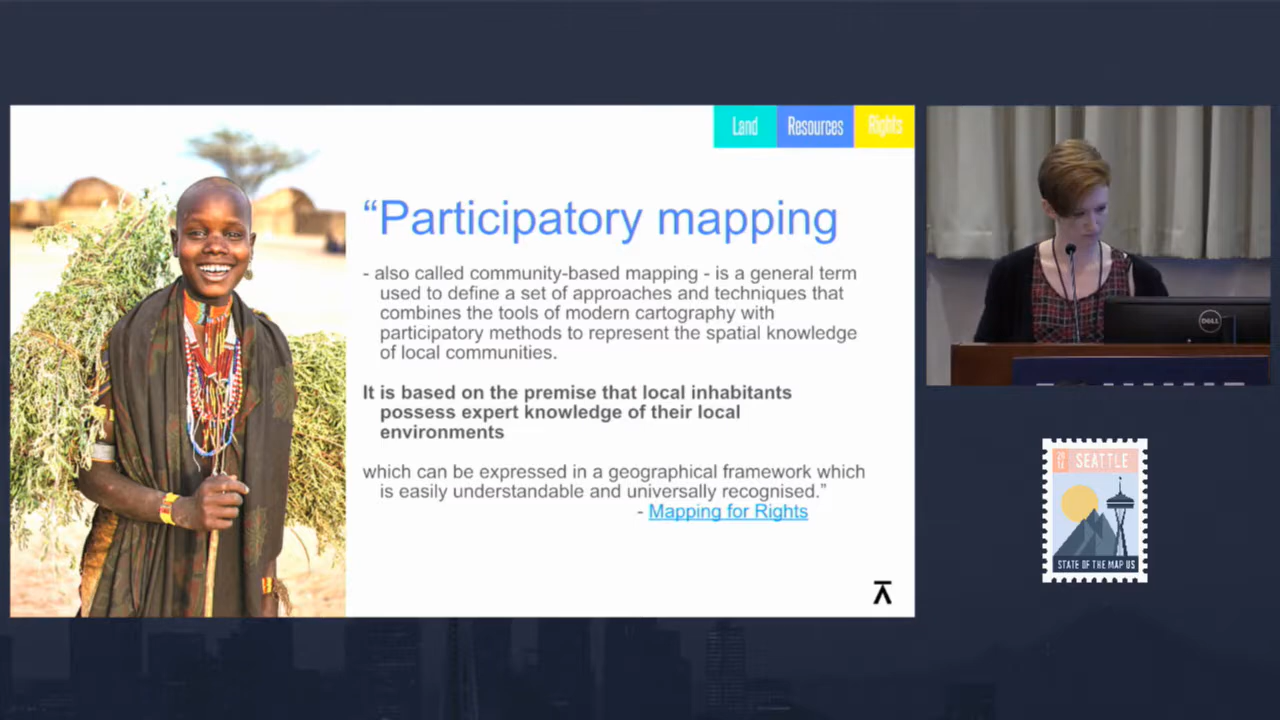 Land Resources Rights
“Participatory mapping
- also called community-based mapping - is a general term
used to define a set of approaches and techniques that
combines the tools of modern cartography with
participatory methods to represent the spatial knowledge
of local communities.
It is based on the premise that local inhabitants
possess expert knowledge of their local
environments
which can be expressed in a geographical framework which
is easily understandable and universally recognised.”
- Mapping for Rights
DELL
SEATTLE
STATE OF THE MAP US